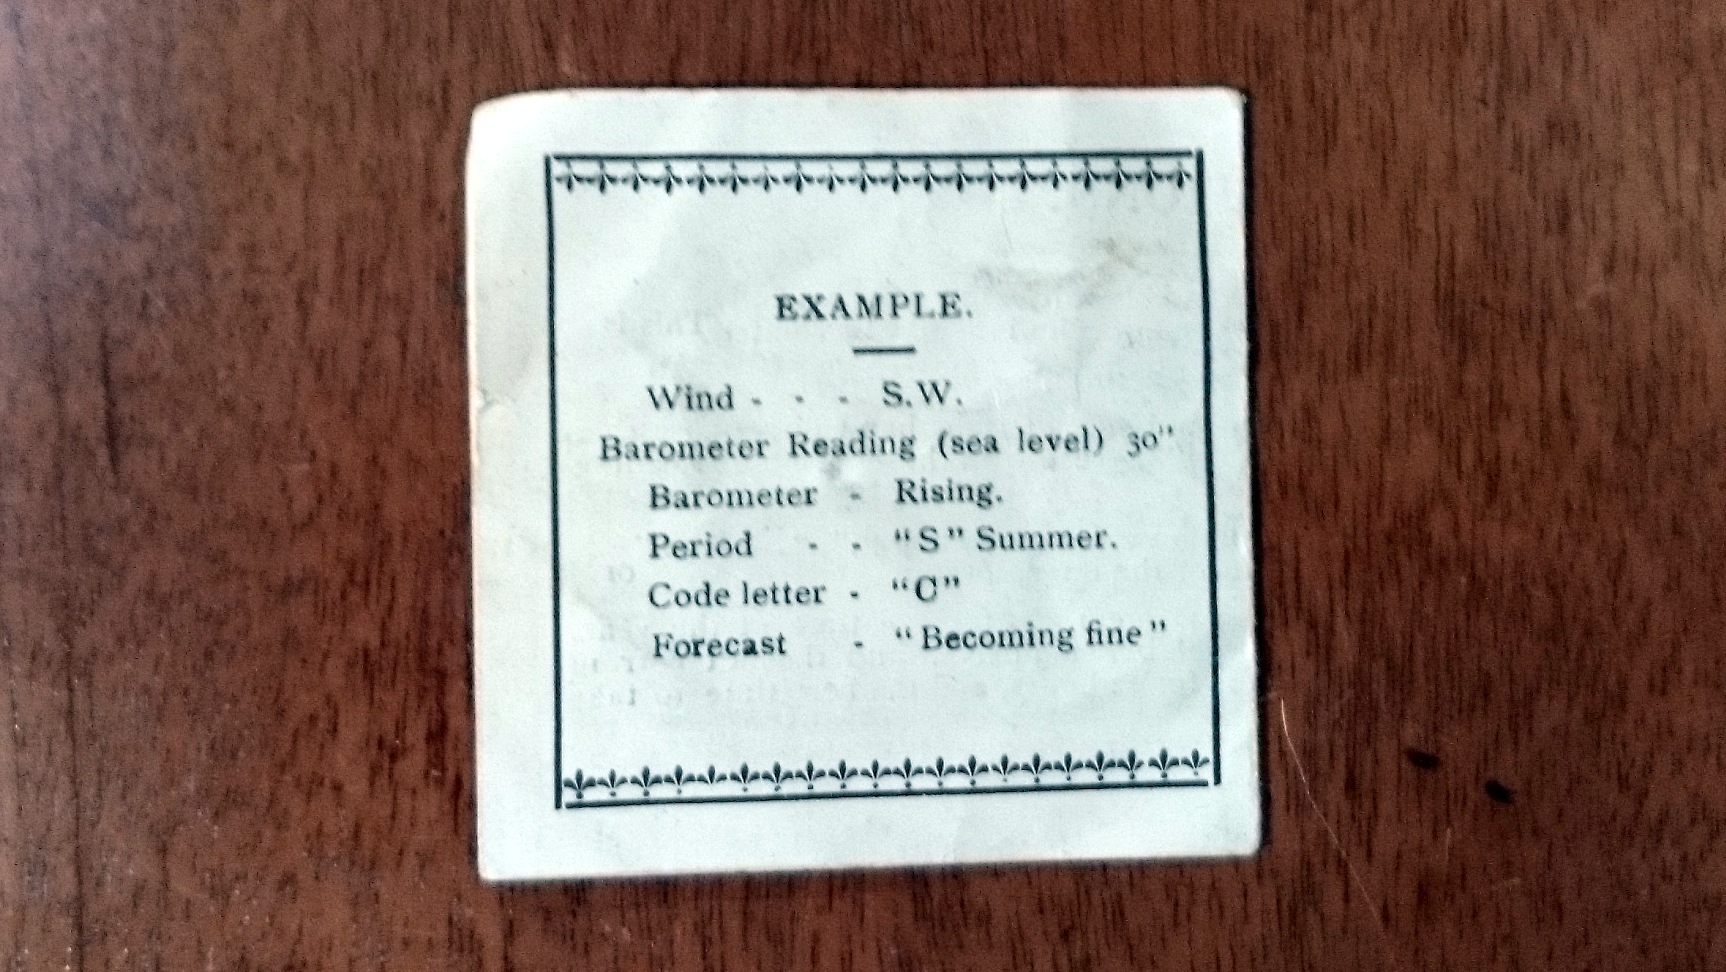 EXAMPLE.
Wind - - - S.W.
Barometer Reading (sea level) 30"
Barometer - Rising.
Period - - "S" Summer.
Code letter - "C"
Forecast - "Becoming fine"